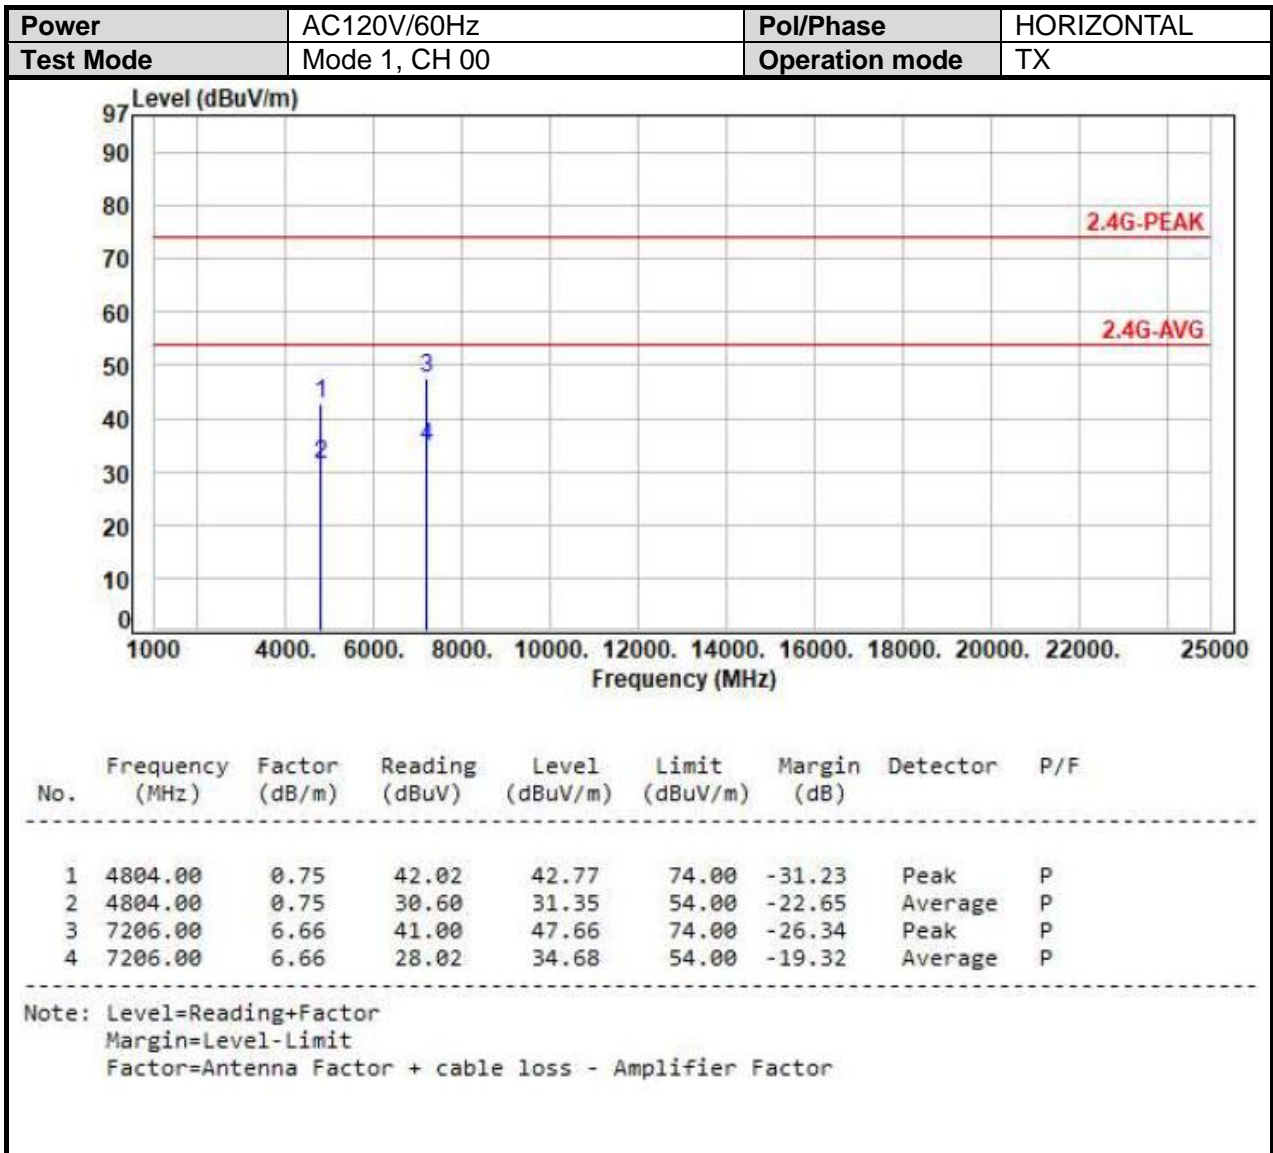 Power AC120V/60Hz Pol/Phase HORIZONTAL
Test Mode Mode 1, CH 00 Operation mode TX
Level (dBuV/m)
97
90
80
2.4G-PEAK
70
60
2.4G-AVG
50
3
1
40
4
2
30
20
10
0
1000 4000. 6000. 8000. 10000. 12000. 14000. 16000. 18000. 20000. 22000. 25000
Frequency (MHz)
Frequency Factor Reading Level Limit Margin Detector P/F
No. (MHz) (dB/m) (dBuV) (dBuV/m) (dBuV/m) (dB)
1 4804.00 0.75 42.02 42.77 74.00 -31.23 Peak P
2 4804.00 0.75 30.60 31.35 54.00 -22.65 Average P
3 7206.00 6.66 41.00 47.66 74.00 -26.34 Peak P
4 7206.00 6.66 28.02 34.68 54.00 -19.32 Average P
Note: Level=Reading+Factor
Margin=Level-Limit
Factor=Antenna Factor + cable loss - Amplifier Factor